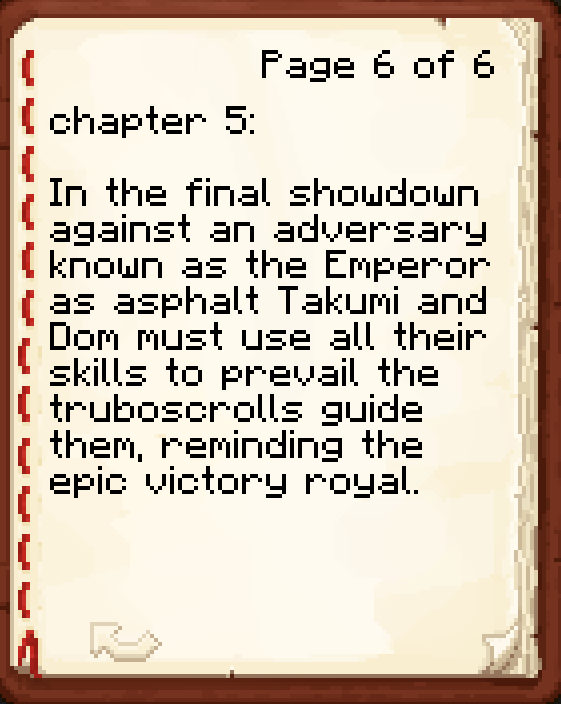 Page 6 of 6
chapter 5:
In the final showdown
against an adversary
known as the Emperor
as asphalt Takumi and
Dom must use all their
skills to prevail the
truboscrolls guide
them, reminding the
epic victory royal.